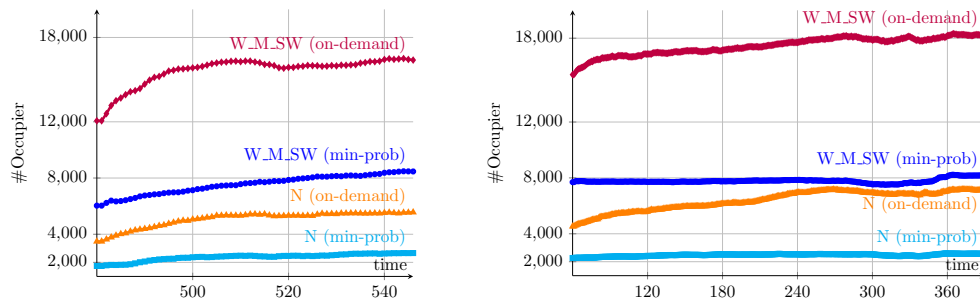 18,000
W_M_SW (on-demand)
12,000
#Occupier
W_M_SW (min-prob)
8,000
N (on-demand)
4,000
N (min-prob)
2,000
time
500
520
540
18,000
W_M_SW (on-demand)
12,000
#Occupier
W_M_SW (min-prob)
8,000
N (on-demand)
4,000
N (min-prob)
2,000
time
120
180
240
300
360